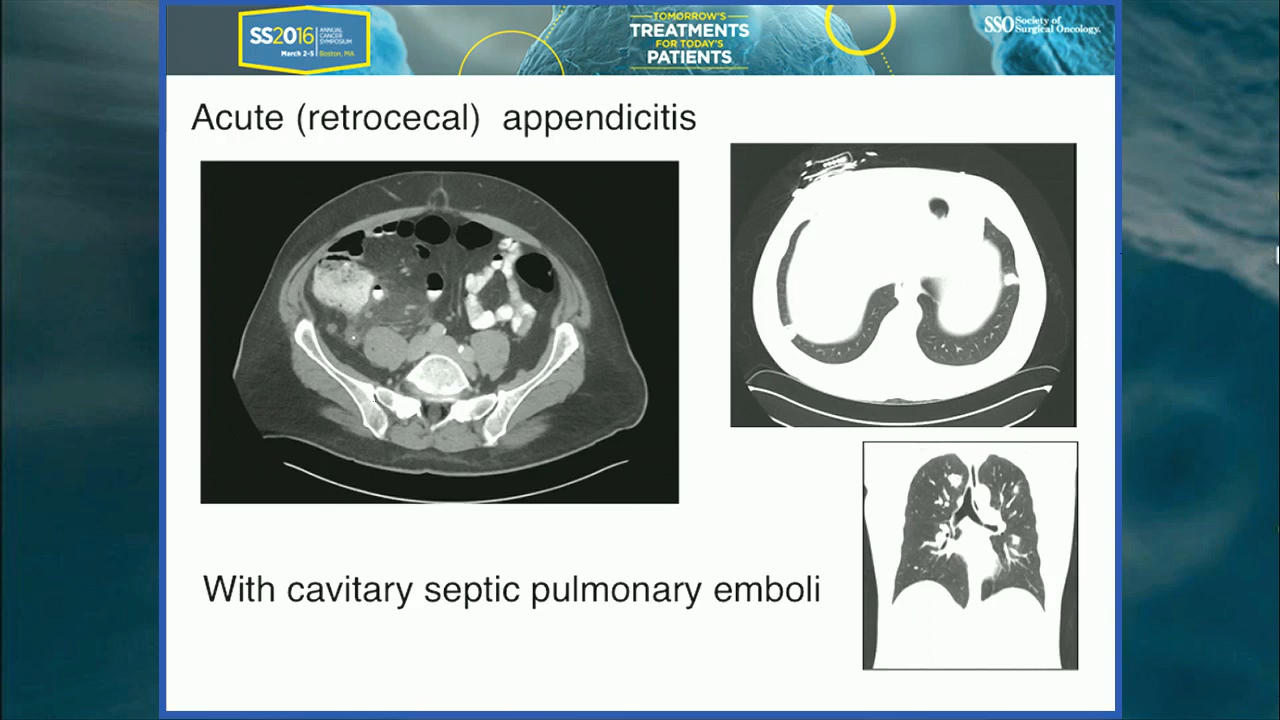 SS2016
ANNUAL
CANCER
SYMPOSIUM
March 2-5 Boston, MA
TOMORROW'S
TREATMENTS
FOR TODAY'S
PATIENTS
SSO Society of
Surgical Oncology.
Acute (retrocecal) appendicitis
With cavitary septic pulmonary emboli